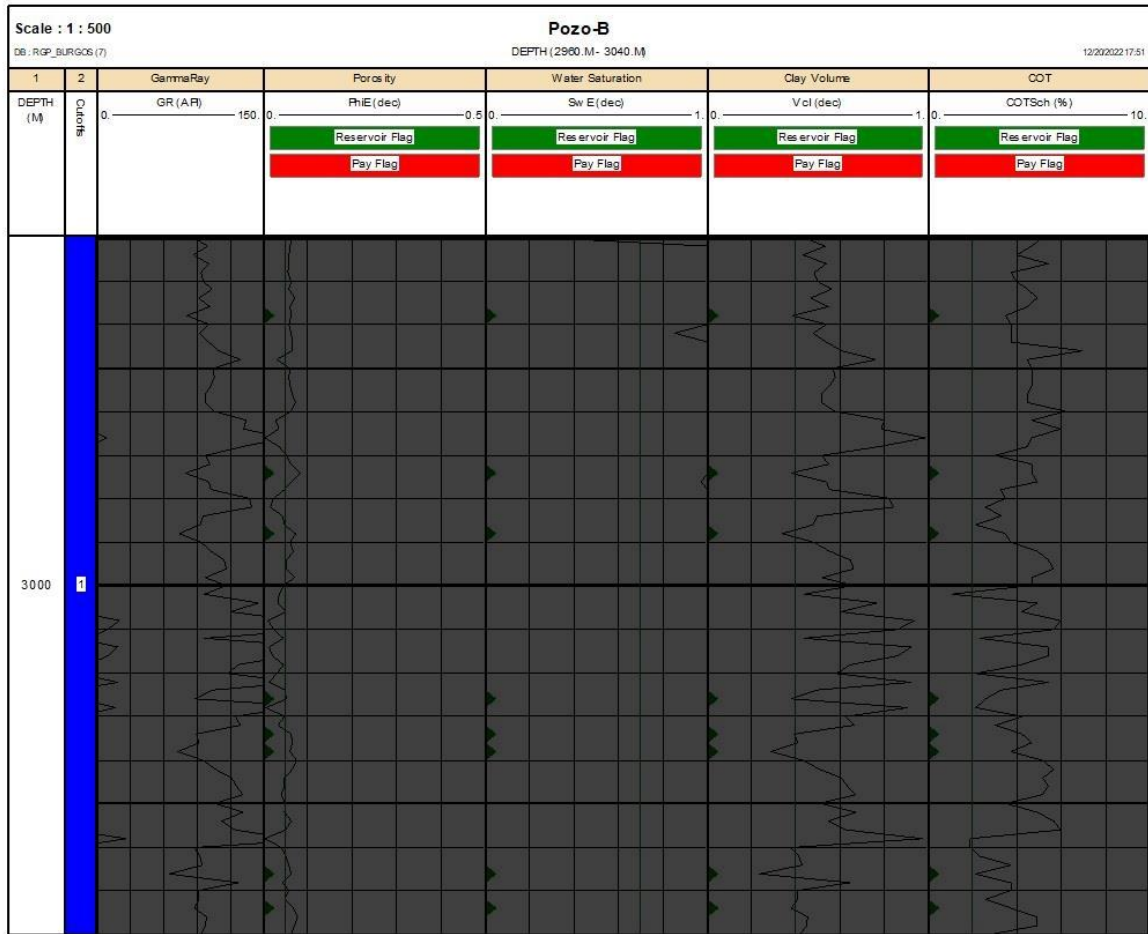 Scale : 1 : 500
Pozo-B
DB : RGP_BURGOS (7)
DEPTH (2960.M - 3040.M)
12/20/2022 17:51
1 2 GammaRay Porosity Water Saturation Clay Volume COT
DEPTH (M) Cutoffs GR (API) PhiE (dec) SwE (dec) Vcl (dec) COTSch (%)
0. 150. 0. 0.5 0. 1. 0. 1. 0. 10.
Reservoir Flag Reservoir Flag Reservoir Flag Reservoir Flag
Pay Flag Pay Flag Pay Flag Pay Flag
3000 1